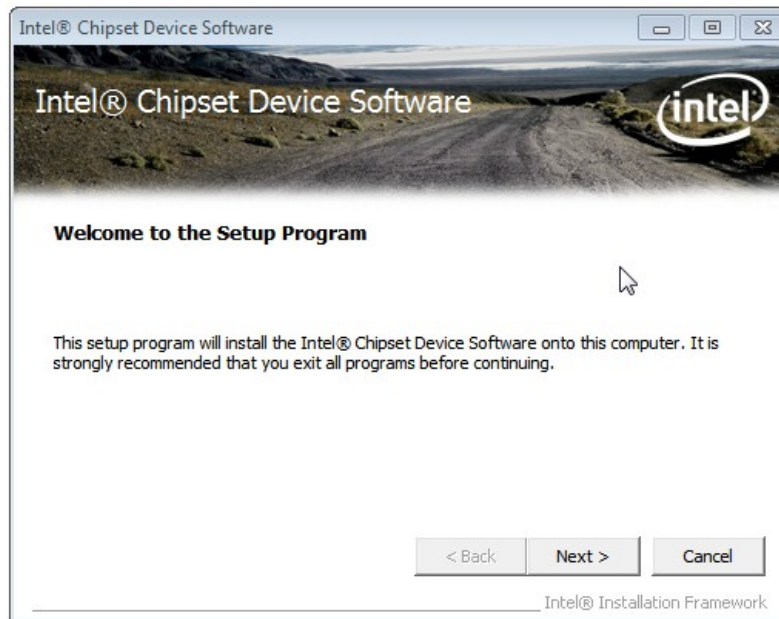 Intel® Chipset Device Software
Intel® Chipset Device Software
intel
Welcome to the Setup Program
This setup program will install the Intel® Chipset Device Software onto this computer. It is
strongly recommended that you exit all programs before continuing.
< Back Next > Cancel
Intel® Installation Framework